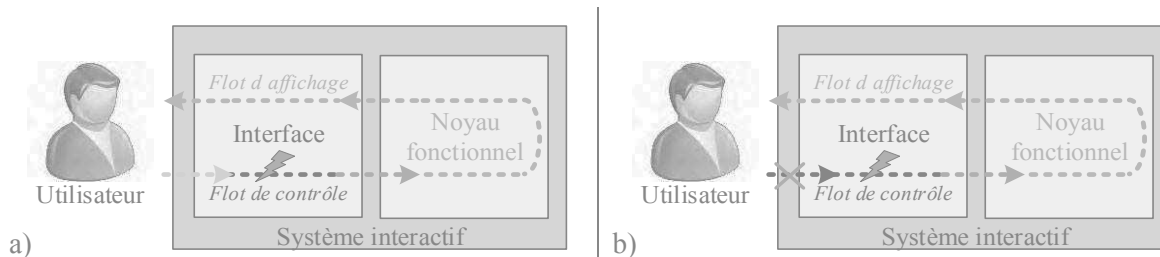 Flot d affichage
Interface
Noyau
fonctionnel
Utilisateur
Flot de contrôle
Système interactif
a)
Flot d affichage
Interface
Noyau
fonctionnel
Utilisateur
Flot de contrôle
Système interactif
b)